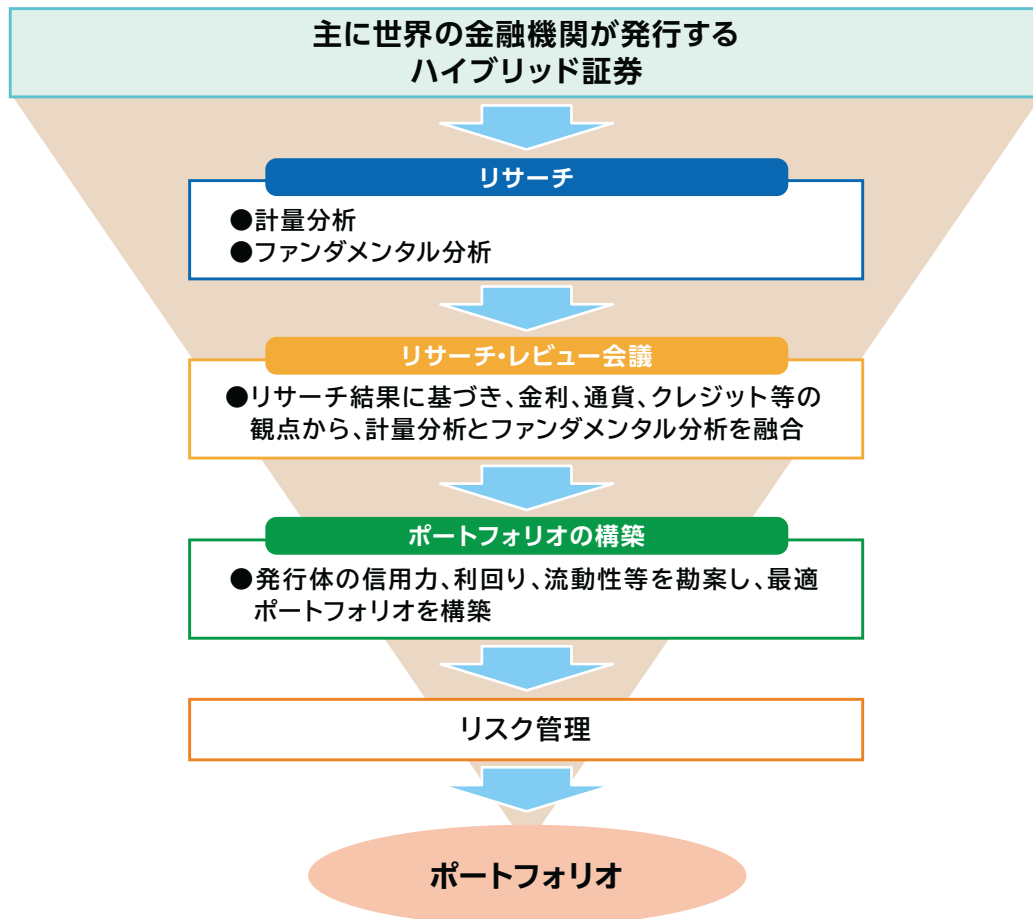 主に世界の金融機関が発行する
ハイブリッド証券
リサーチ
●計量分析
●ファンダメンタル分析
リサーチ・レビュー会議
●リサーチ結果に基づき、金利、通貨、クレジット等の
観点から、計量分析とファンダメンタル分析を融合
ポートフォリオの構築
●発行体の信用力、利回り、流動性等を勘案し、最適
ポートフォリオを構築
リスク管理
ポートフォリオ